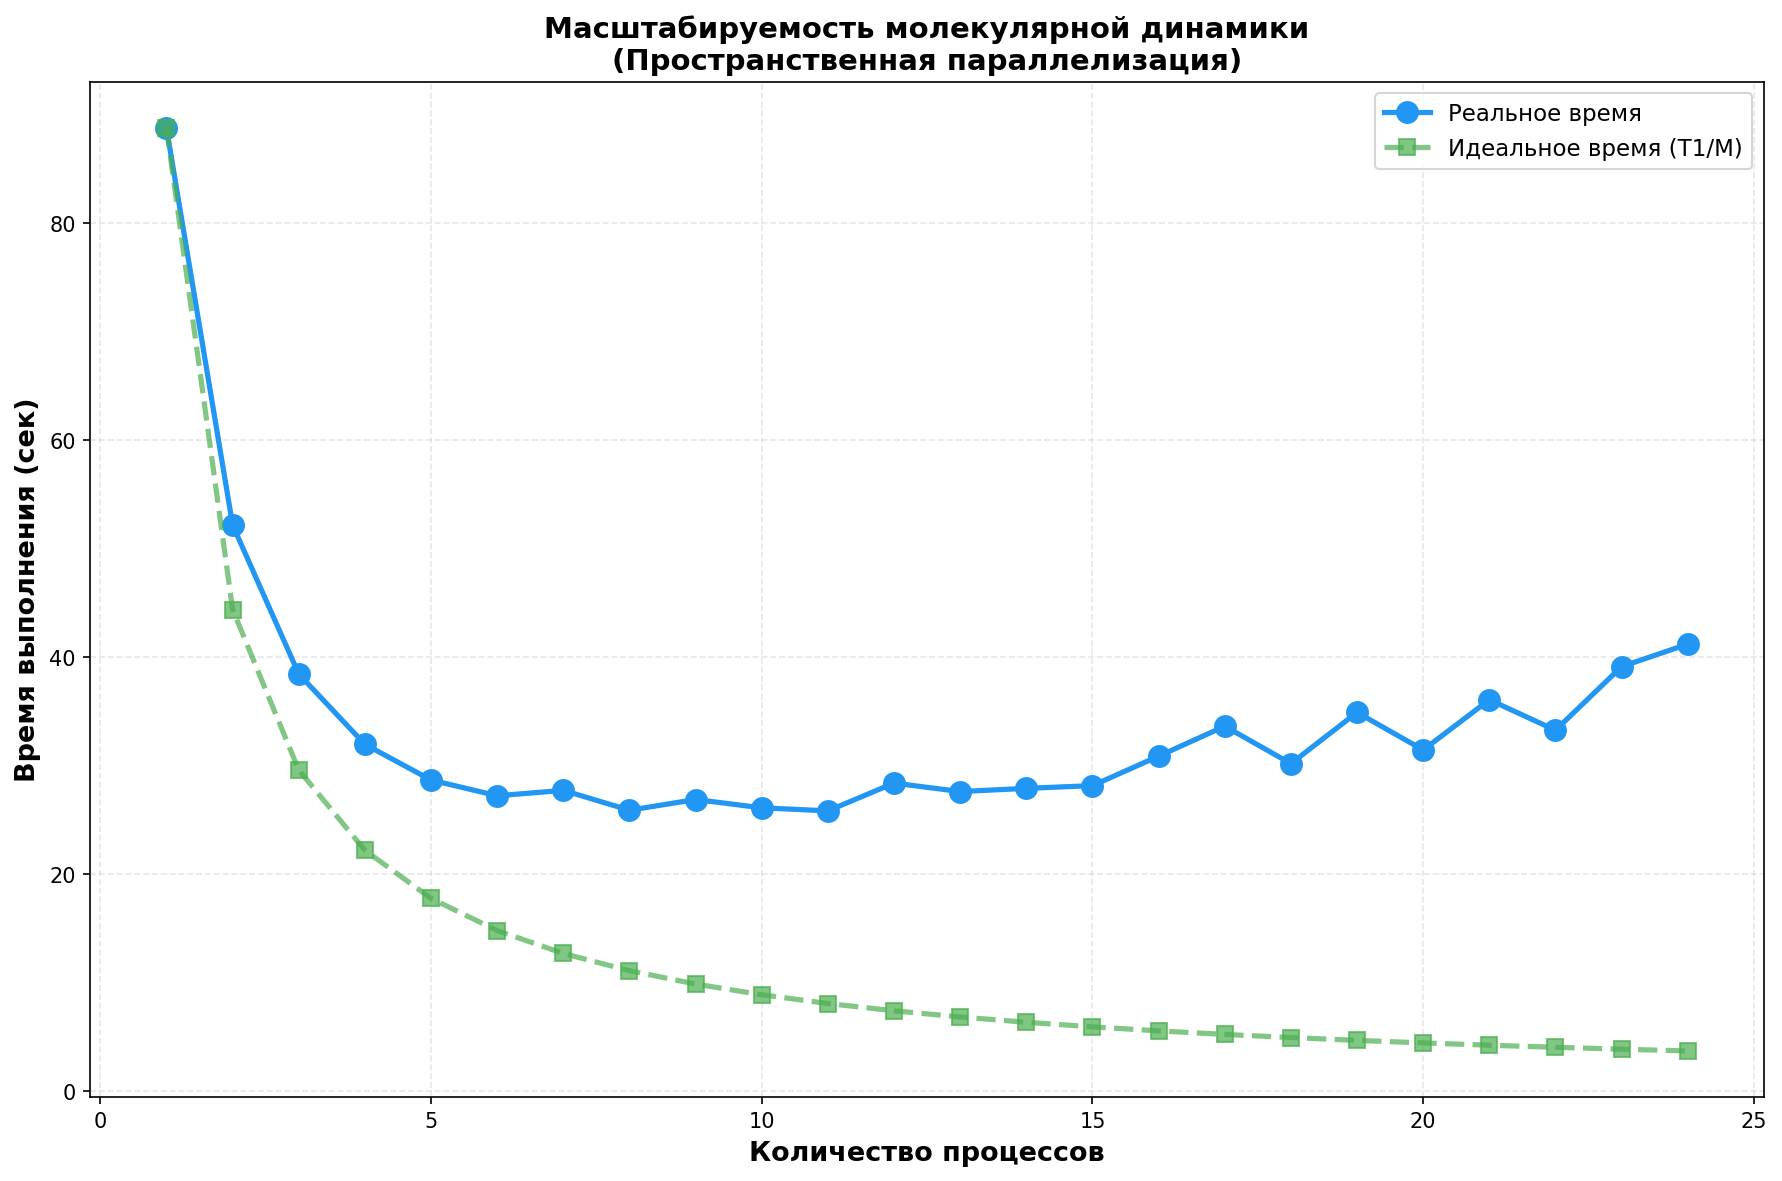 Масштабируемость молекулярной динамики
(Пространственная параллелизация)
Реальное время
Идеальное время (T1/M)
Время выполнения (сек)
80
60
40
20
0
0 5 10 15 20 25
Количество процессов